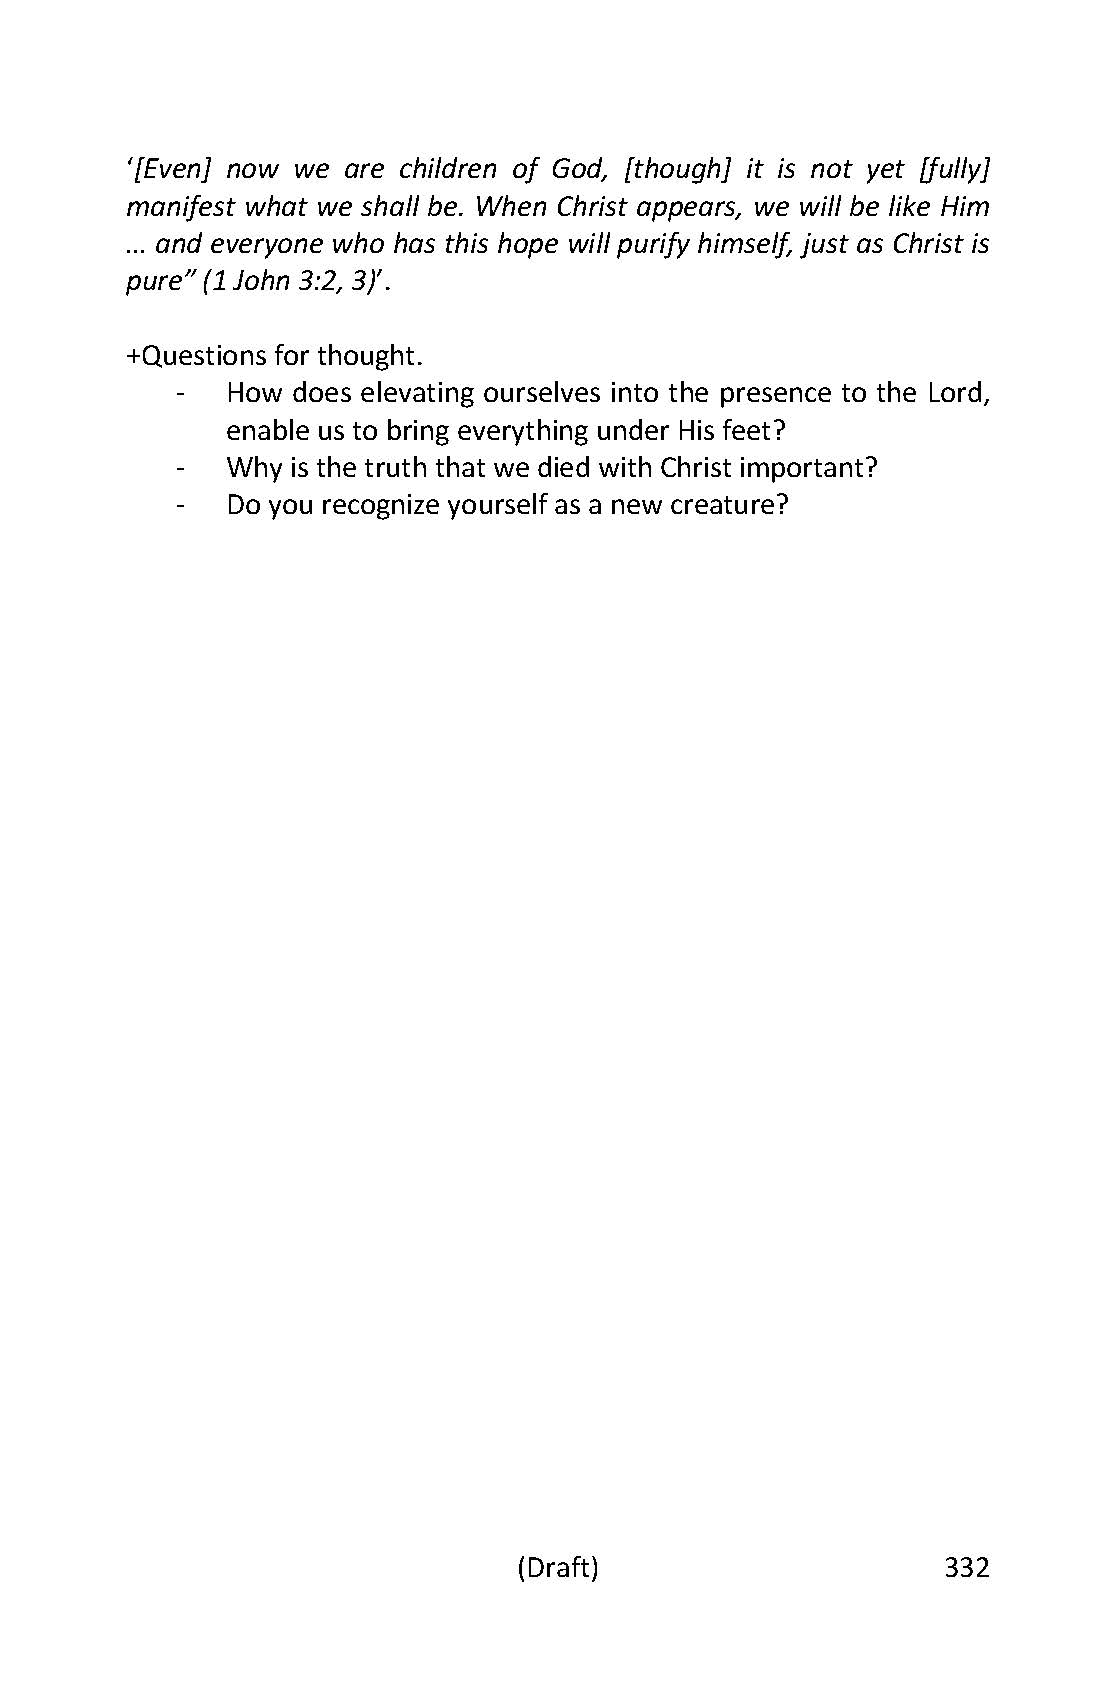 ‘[Even] now we are children of God, [though] it is not yet [fully]
manifest what we shall be. When Christ appears, we will be like Him
... and everyone who has this hope will purify himself, just as Christ is
pure” (1 John 3:2, 3)’.
+Questions for thought.
- How does elevating ourselves into the presence to the Lord,
enable us to bring everything under His feet?
- Why is the truth that we died with Christ important?
- Do you recognize yourself as a new creature?
(Draft) 332